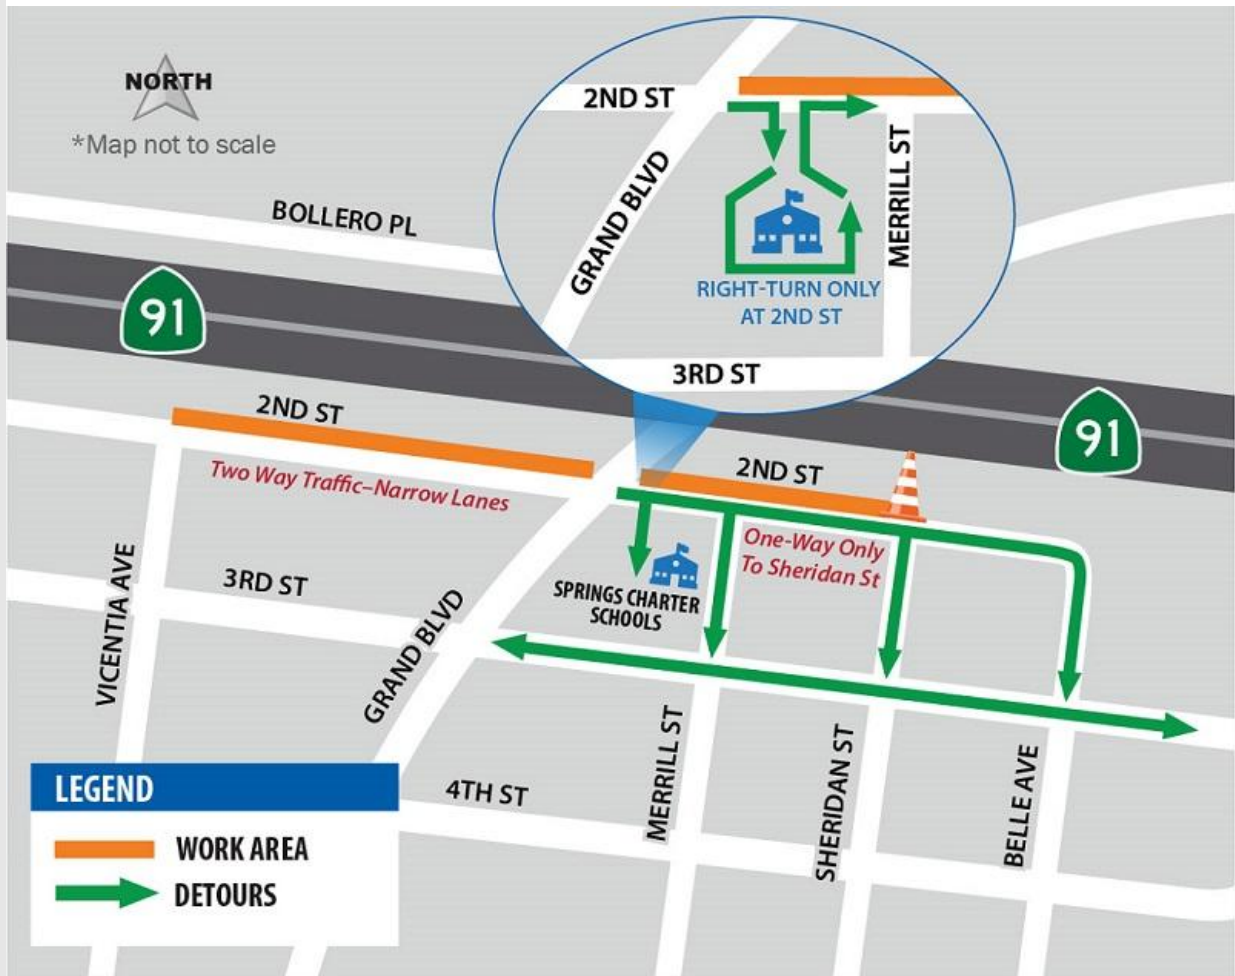 NORTH
*Map not to scale
2ND ST
GRAND BLVD
MERRILL ST
RIGHT-TURN ONLY
AT 2ND ST
3RD ST
BOLLERO PL
91
91
2ND ST
Two Way Traffic–Narrow Lanes
2ND ST
One-Way Only
To Sheridan St
SPRINGS CHARTER
SCHOOLS
VICENTIA AVE
3RD ST
GRAND BLVD
MERRILL ST
SHERIDAN ST
BELLE AVE
4TH ST
LEGEND
WORK AREA
DETOURS